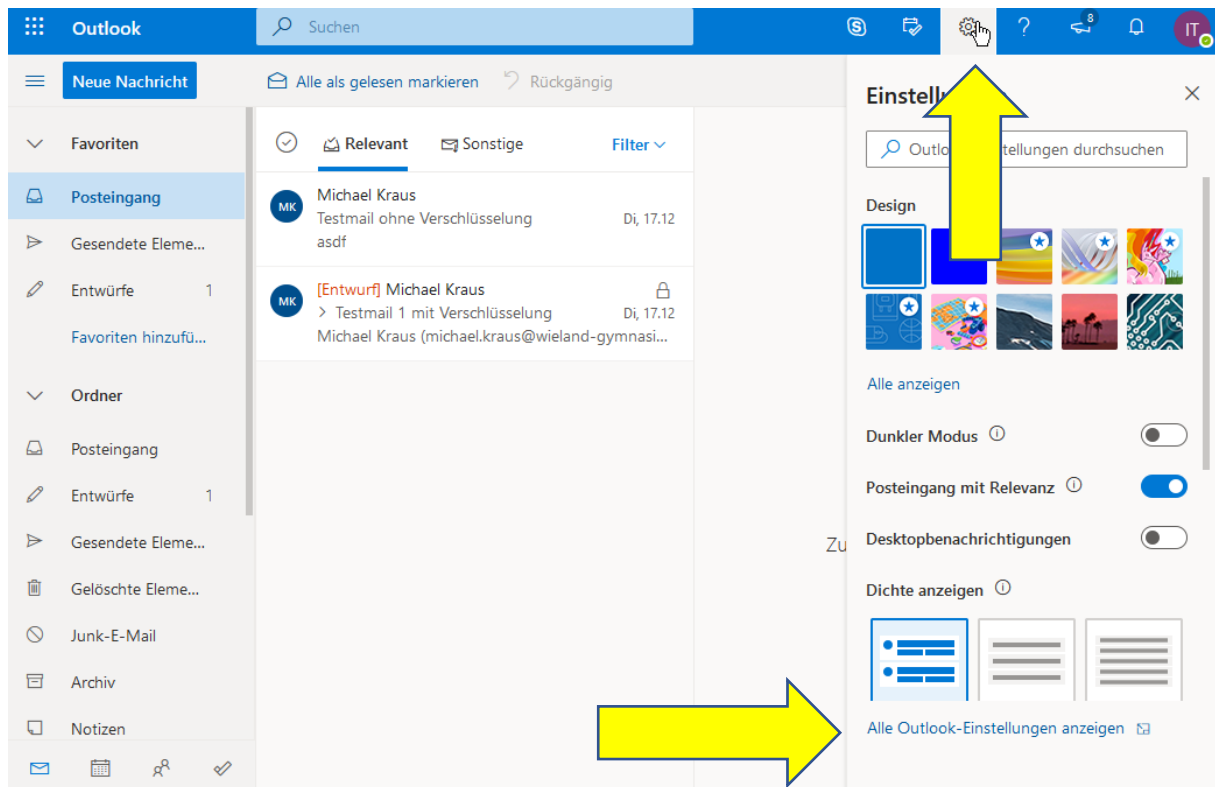 Outlook
Suchen
8
IT
Neue Nachricht
Alle als gelesen markieren
Rückgängig
Favoriten
Posteingang
Gesendete Eleme...
Entwürfe 1
Favoriten hinzufü...
Ordner
Posteingang
Entwürfe 1
Gesendete Eleme...
Gelöschte Eleme...
Junk-E-Mail
Archiv
Notizen
Relevant Sonstige Filter
MK
Michael Kraus
Testmail ohne Verschlüsselung Di, 17.12
asdf
MK
[Entwurf] Michael Kraus
> Testmail 1 mit Verschlüsselung Di, 17.12
Michael Kraus (michael.kraus@wieland-gymnasi...
Zu
durchsuchen
Design
Alle anzeigen
Dunkler Modus
Posteingang mit Relevanz
Desktopbenachrichtigungen
Dichte anzeigen
Alle Outlook-Einstellungen anzeigen